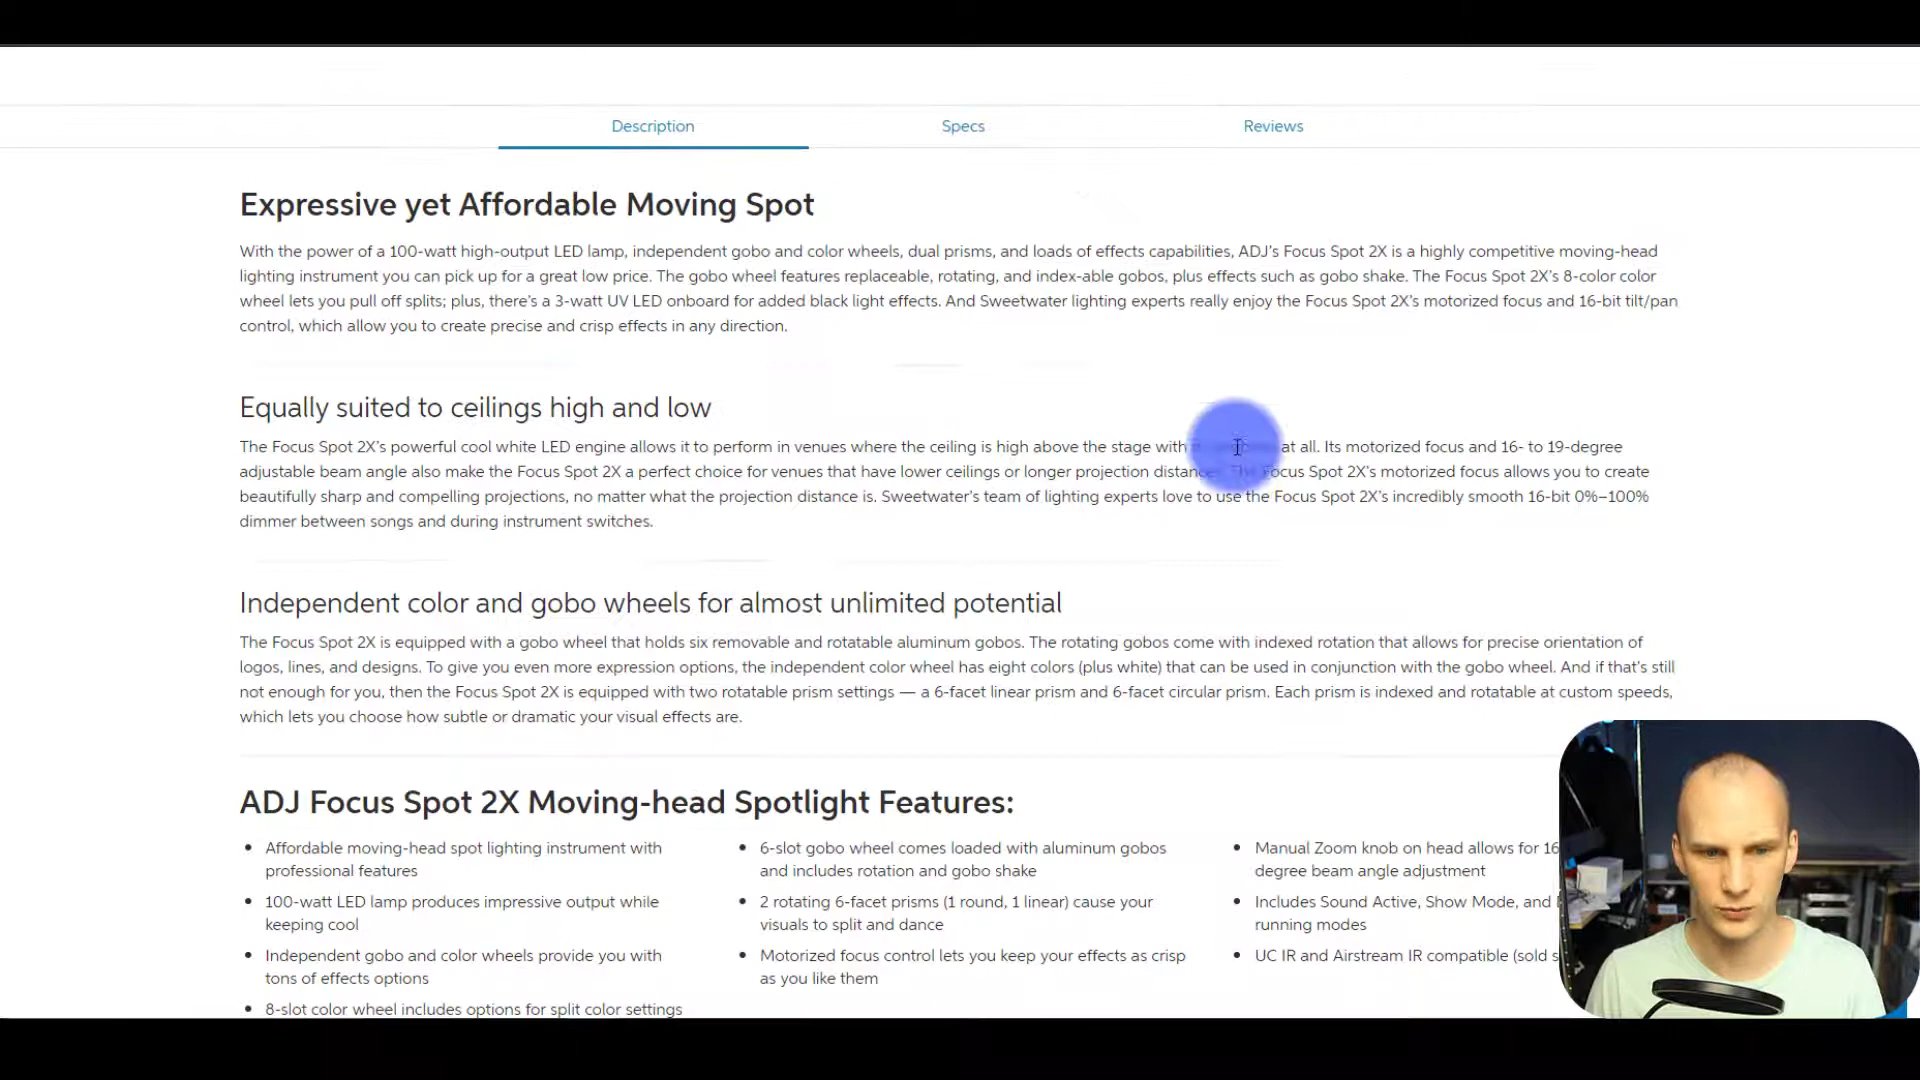 Description Specs Reviews
Expressive yet Affordable Moving Spot
With the power of a 100-watt high-output LED lamp, independent gobo and color wheels, dual prisms, and loads of effects capabilities, ADJ's Focus Spot 2X is a highly competitive moving-head
lighting instrument you can pick up for a great low price. The gobo wheel features replaceable, rotating, and index-able gobos, plus effects such as gobo shake. The Focus Spot 2X's 8-color color
wheel lets you pull off splits; plus, there's a 3-watt UV LED onboard for added black light effects. And Sweetwater lighting experts really enjoy the Focus Spot 2X's motorized focus and 16-bit tilt/pan
control, which allow you to create precise and crisp effects in any direction.
Equally suited to ceilings high and low
The Focus Spot 2X's powerful cool white LED engine allows it to perform in venues where the ceiling is high above the stage with at all. Its motorized focus and 16- to 19-degree
adjustable beam angle also make the Focus Spot 2X a perfect choice for venues that have lower ceilings or longer projection distances. The Focus Spot 2X's motorized focus allows you to create
beautifully sharp and compelling projections, no matter what the projection distance is. Sweetwater's team of lighting experts love to use the Focus Spot 2X's incredibly smooth 16-bit 0%–100%
dimmer between songs and during instrument switches.
Independent color and gobo wheels for almost unlimited potential
The Focus Spot 2X is equipped with a gobo wheel that holds six removable and rotatable aluminum gobos. The rotating gobos come with indexed rotation that allows for precise orientation of
logos, lines, and designs. To give you even more expression options, the independent color wheel has eight colors (plus white) that can be used in conjunction with the gobo wheel. And if that's still
not enough for you, then the Focus Spot 2X is equipped with two rotatable prism settings — a 6-facet linear prism and 6-facet circular prism. Each prism is indexed and rotatable at custom speeds,
which lets you choose how subtle or dramatic your visual effects are.
ADJ Focus Spot 2X Moving-head Spotlight Features:
• Affordable moving-head spot lighting instrument with
professional features
• 100-watt LED lamp produces impressive output while
keeping cool
• Independent gobo and color wheels provide you with
tons of effects options
• 8-slot color wheel includes options for split color settings
• 6-slot gobo wheel comes loaded with aluminum gobos
and includes rotation and gobo shake
• 2 rotating 6-facet prisms (1 round, 1 linear) cause your
visuals to split and dance
• Motorized focus control lets you keep your effects as crisp
as you like them
• Manual Zoom knob on head allows for 16
degree beam angle adjustment
• Includes Sound Active, Show Mode, and
running modes
• UC IR and Airstream IR compatible (sold